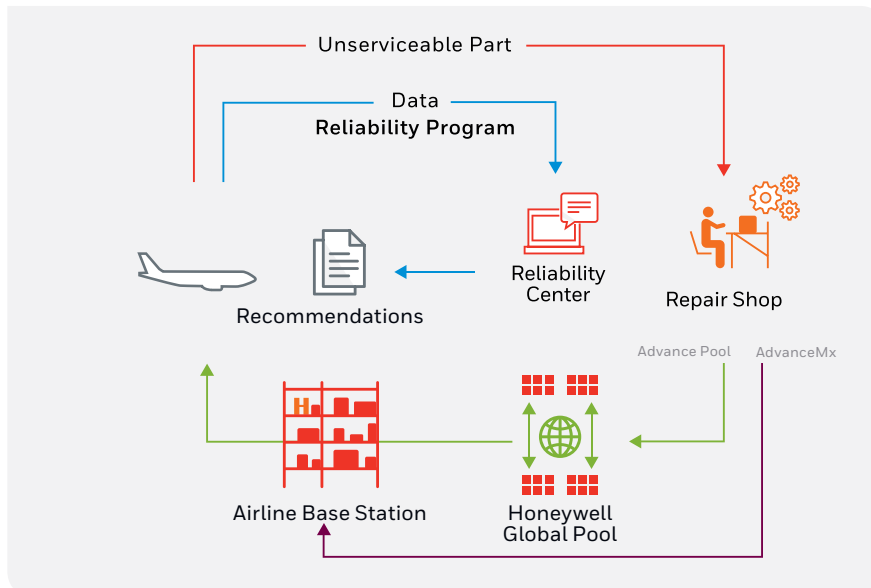 Unserviceable Part
Data
Reliability Program
Reliability
Center
Repair Shop
Recommendations
Advance Pool
AdvanceMx
H
Airline Base Station
Honeywell
Global Pool